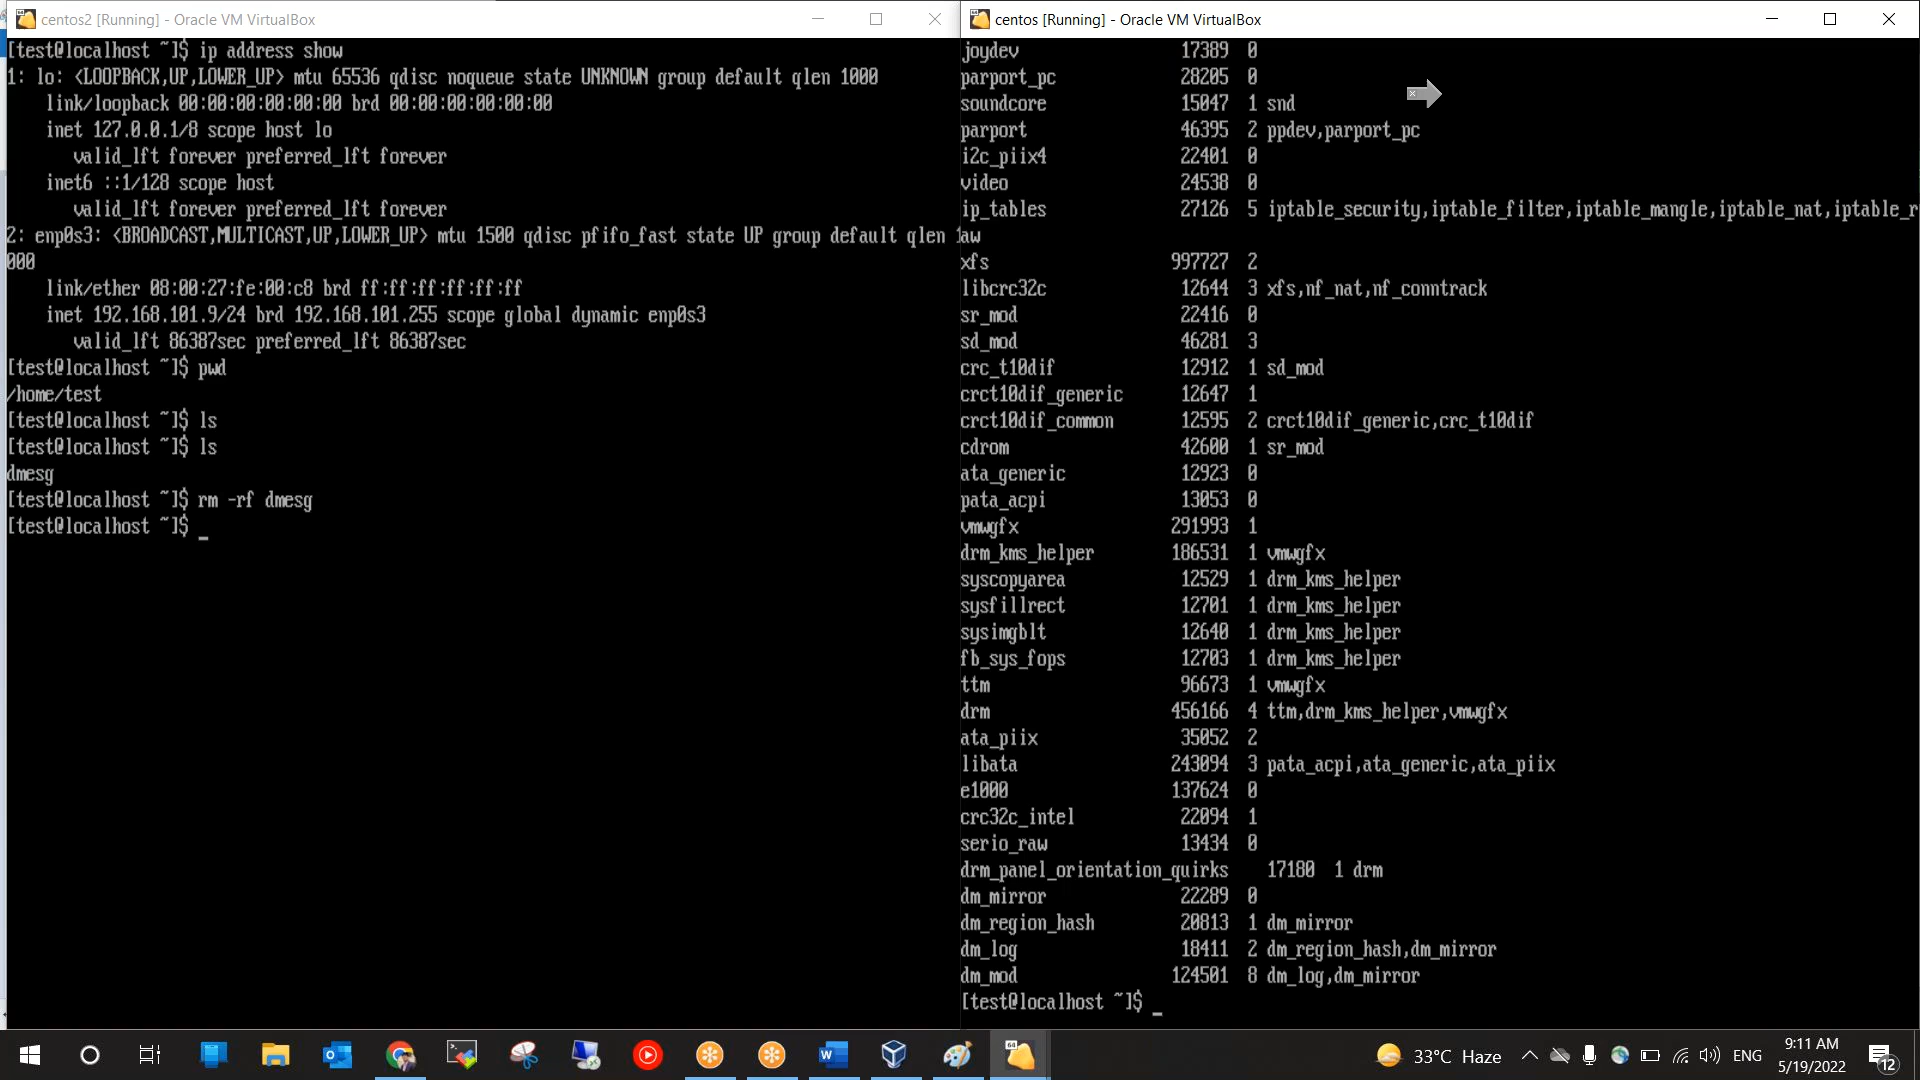 centos2 [Running] - Oracle VM VirtualBox
[test@localhost ~]$ ip address show
1: lo: <LOOPBACK,UP,LOWER_UP> mtu 65536 qdisc noqueue state UNKNOWN group default qlen 1000
link/loopback 00:00:00:00:00:00 brd 00:00:00:00:00:00
inet 127.0.0.1/8 scope host lo
valid_lft forever preferred_lft forever
inet6 ::1/128 scope host
valid_lft forever preferred_lft forever
2: enp0s3: <BROADCAST,MULTICAST,UP,LOWER_UP> mtu 1500 qdisc pfifo_fast state UP group default qlen 1
000
link/ether 08:00:27:fe:00:c8 brd ff:ff:ff:ff:ff:ff
inet 192.168.101.9/24 brd 192.168.101.255 scope global dynamic enp0s3
valid_lft 86387sec preferred_lft 86387sec
[test@localhost ~]$ pwd
/home/test
[test@localhost ~]$ ls
[test@localhost ~]$ ls
dmesg
[test@localhost ~]$ rm -rf dmesg
[test@localhost ~]$ _
centos [Running] - Oracle VM VirtualBox
joydev 17389 0
parport_pc 28205 0
soundcore 15047 1 snd
parport 46395 2 ppdev,parport_pc
i2c_piix4 22401 0
video 24538 0
ip_tables 27126 5 iptable_security,iptable_filter,iptable_mangle,iptable_nat,iptable_r
aw
xfs 997727 2
libcrc32c 12644 3 xfs,nf_nat,nf_conntrack
sr_mod 22416 0
sd_mod 46281 3
crc_t10dif 12912 1 sd_mod
crct10dif_generic 12647 1
crct10dif_common 12595 2 crct10dif_generic,crc_t10dif
cdrom 42600 1 sr_mod
ata_generic 12923 0
pata_acpi 13053 0
vmwgfx 291993 1
drm_kms_helper 186531 1 vmwgfx
syscopyarea 12529 1 drm_kms_helper
sysfillrect 12701 1 drm_kms_helper
sysimgblt 12640 1 drm_kms_helper
fb_sys_fops 12703 1 drm_kms_helper
ttm 96673 1 vmwgfx
drm 456166 4 ttm,drm_kms_helper,vmwgfx
ata_piix 35052 2
libata 243094 3 pata_acpi,ata_generic,ata_piix
e1000 137624 0
crc32c_intel 22094 1
serio_raw 13434 0
drm_panel_orientation_quirks 17180 1 drm
dm_mirror 22289 0
dm_region_hash 20813 1 dm_mirror
dm_log 18411 2 dm_region_hash,dm_mirror
dm_mod 124501 8 dm_log,dm_mirror
[test@localhost ~]$ _
33°C Haze
ENG
9:11 AM
5/19/2022
12